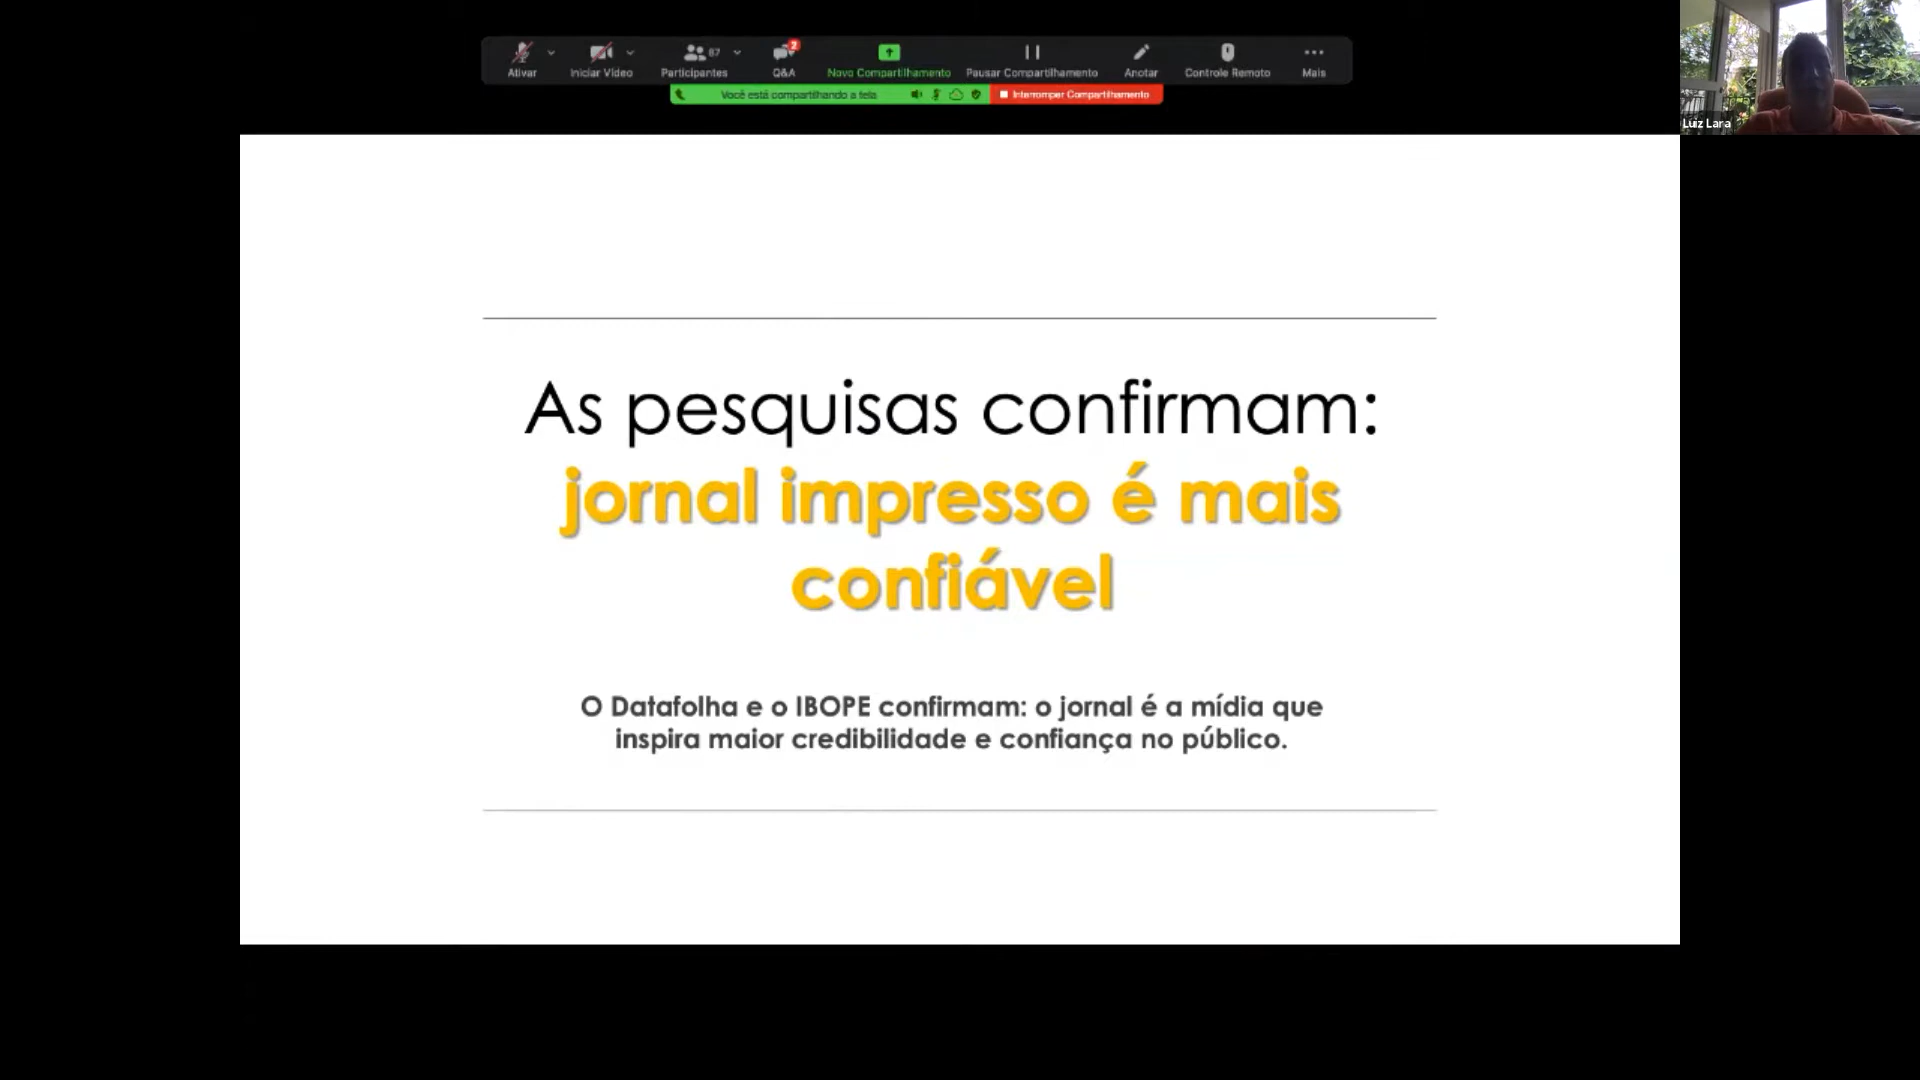 Ativar
Iniciar Vídeo
Participantes
67
Q&A
2
Novo Compartilhamento
Pausar Compartilhamento
Anotar
Controle Remoto
Mais
Você está compartilhando a tela
Interromper Compartilhamento
Luiz Lara
As pesquisas confirmam:
jornal impresso é mais
confiável
O Datafolha e o IBOPE confirmam: o jornal é a mídia que
inspira maior credibilidade e confiança no público.